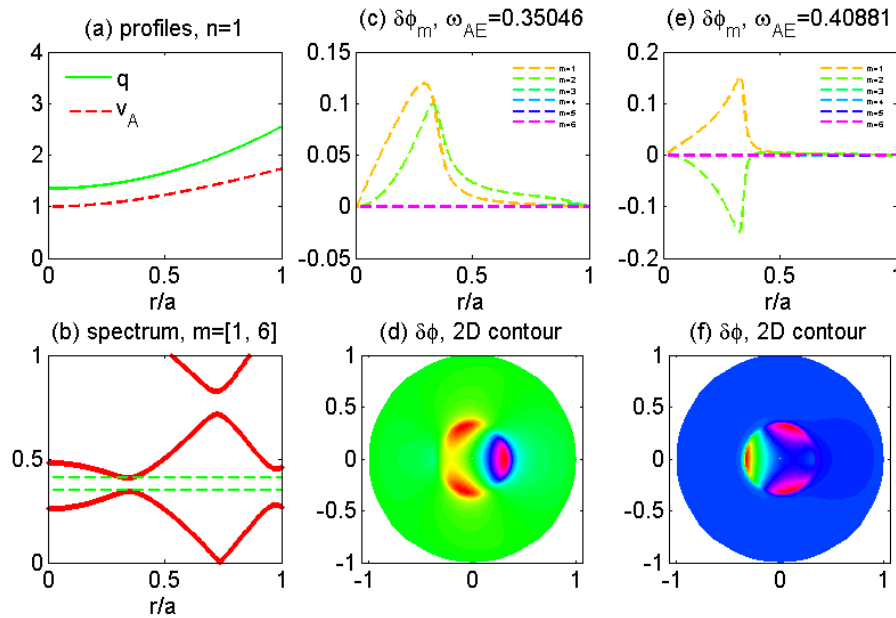 (a) profiles, n=1
4
3
2
1
0
q
v_A
0
0.5
1
r/a
(c) δϕ_m, ω_AE=0.35046
0.15
0.1
0.05
0
-0.05
m=1
m=2
m=3
m=4
m=5
m=6
0
0.5
1
r/a
(e) δϕ_m, ω_AE=0.40881
0.2
0.1
0
-0.1
-0.2
m=1
m=2
m=3
m=4
m=5
m=6
0
0.5
1
r/a
(b) spectrum, m=[1, 6]
1
0.5
0
0
0.5
1
r/a
(d) δϕ, 2D contour
1
0.5
0
-0.5
-1
-1
0
1
(f) δϕ, 2D contour
1
0.5
0
-0.5
-1
-1
0
1